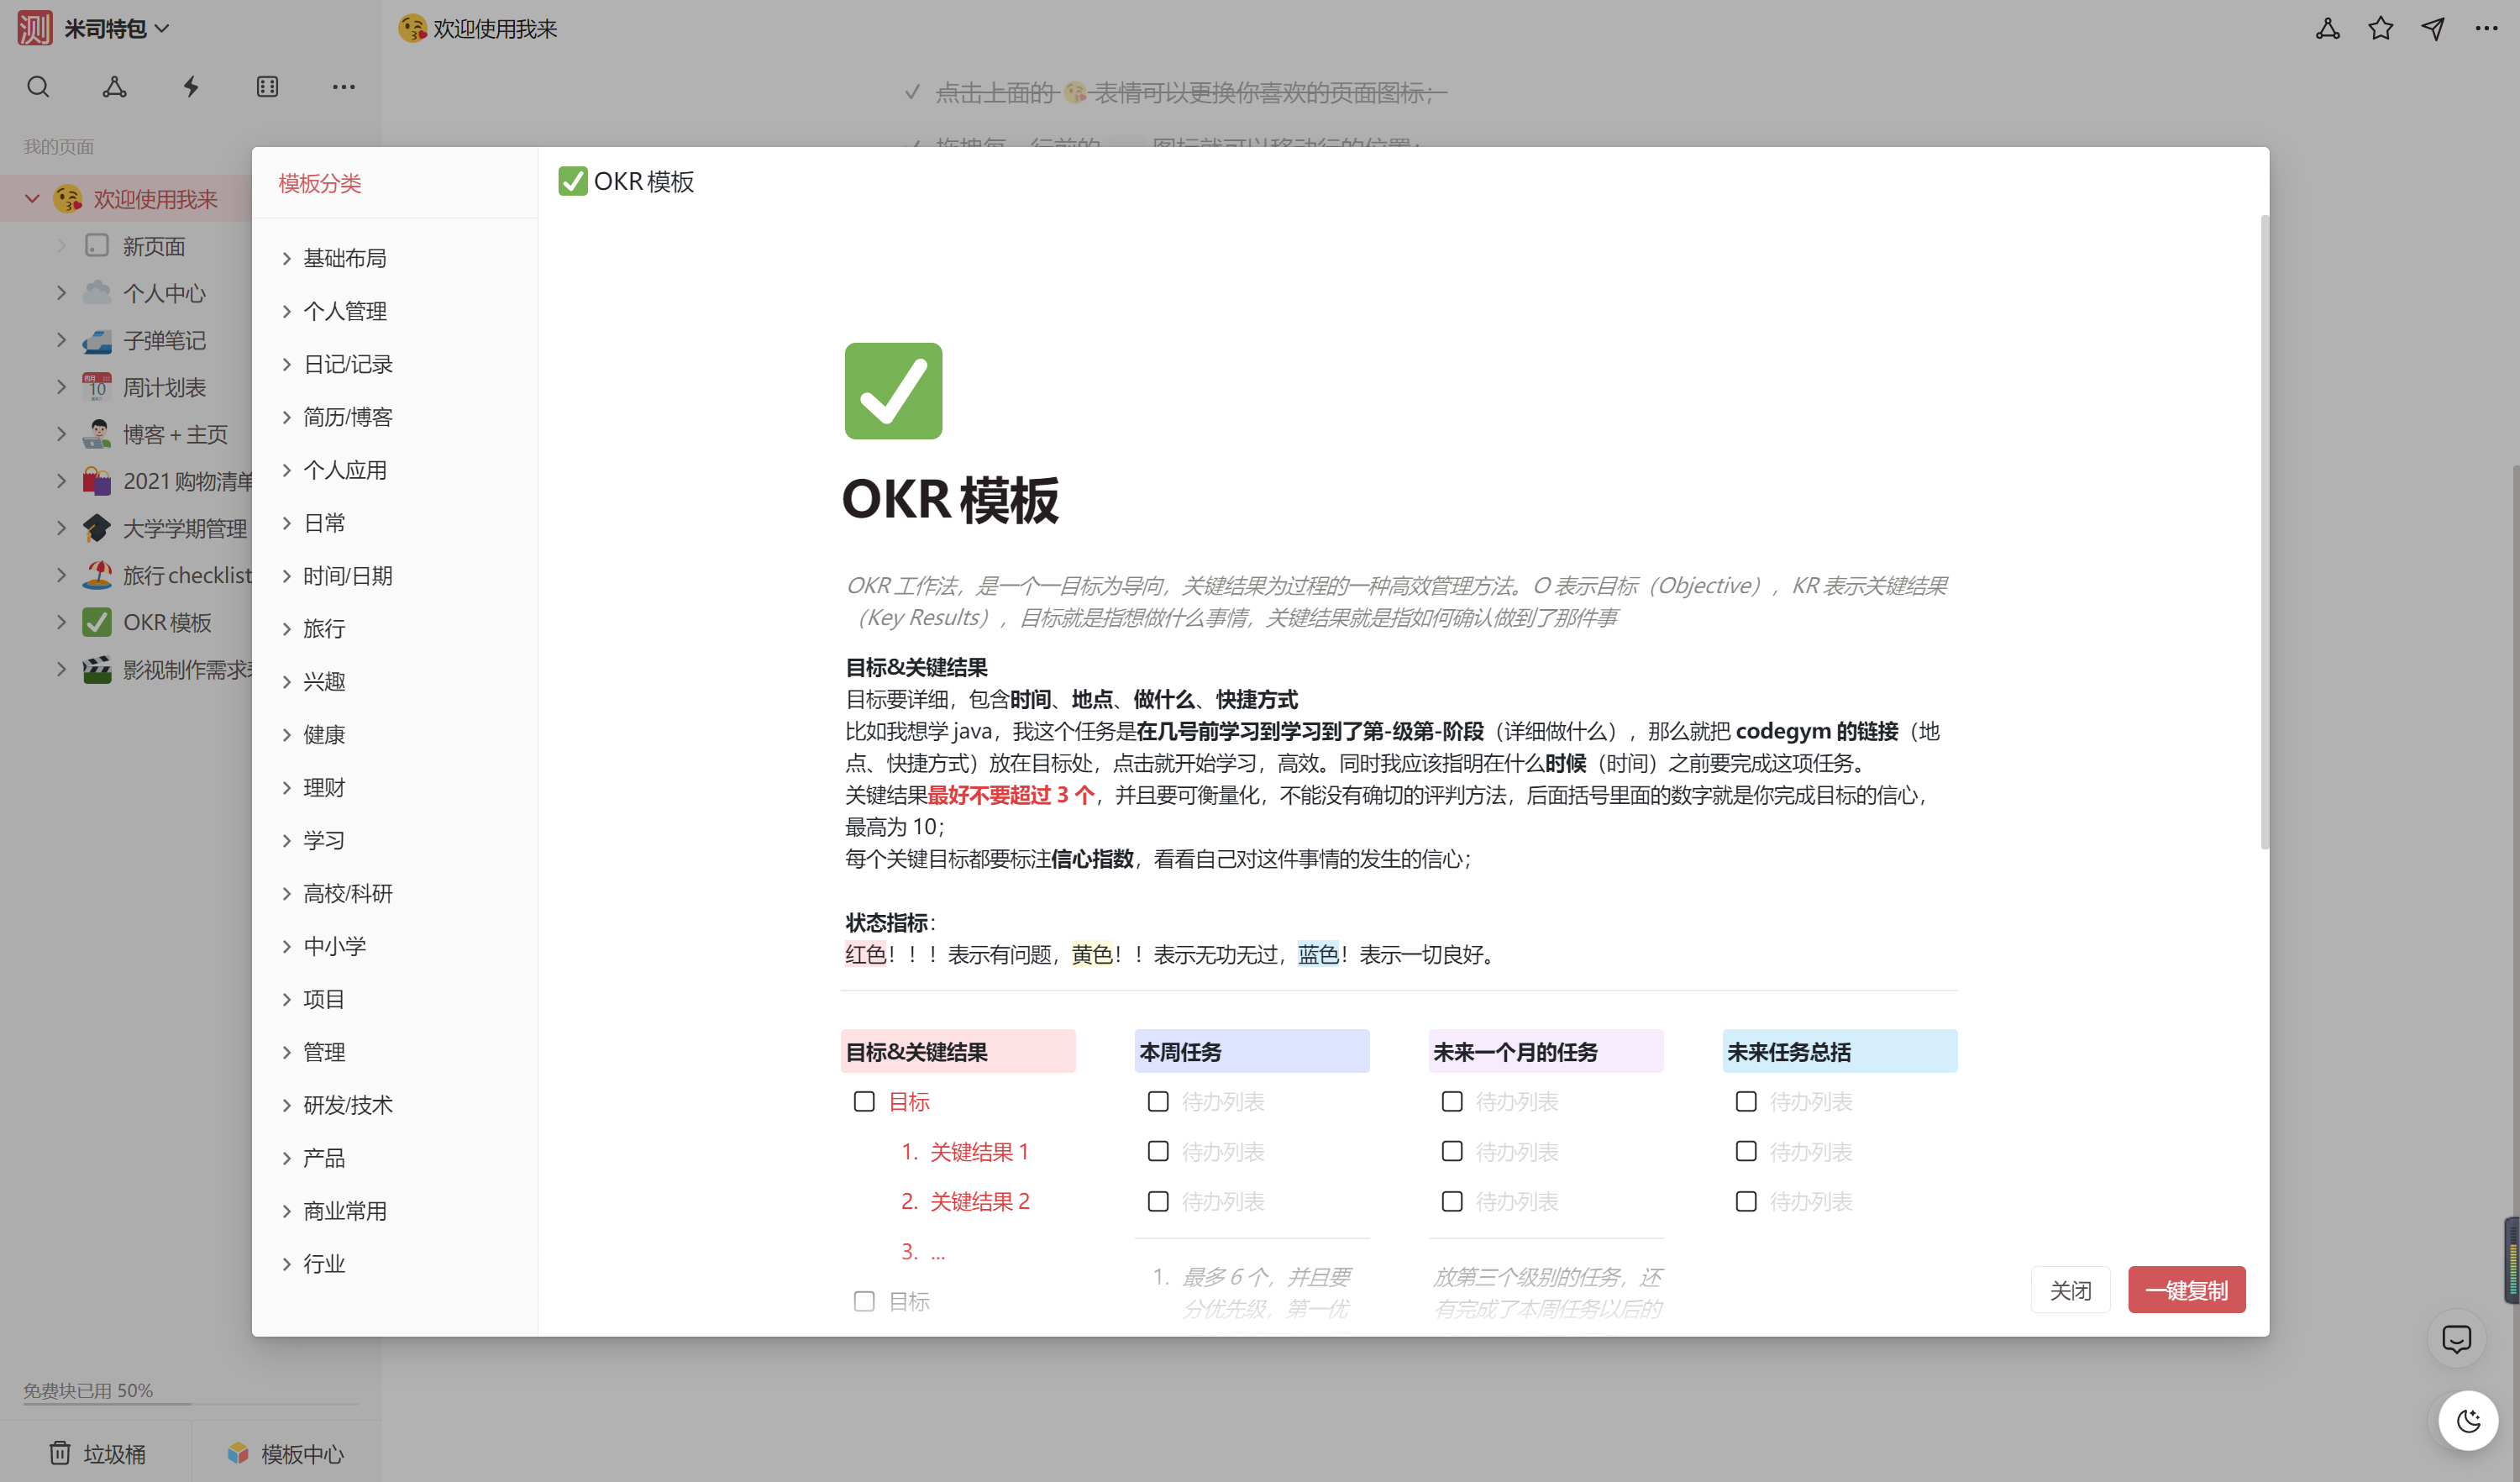 测 米司特包
欢迎使用我来
点击上面的 表情可以更换你喜欢的页面图标；
我的页面
欢迎使用我来
新页面
个人中心
子弹笔记
周计划表
博客 + 主页
2021 购物清单
大学学期管理
旅行 checklist
OKR 模板
影视制作需求
免费块已用 50%
垃圾桶
模板中心
模板分类
基础布局
个人管理
日记/记录
简历/博客
个人应用
日常
时间/日期
旅行
兴趣
健康
理财
学习
高校/科研
中小学
项目
管理
研发/技术
产品
商业常用
行业
OKR 模板
OKR 模板
OKR 工作法，是一个一目标为导向，关键结果为过程的一种高效管理方法。O 表示目标（Objective），KR 表示关键结果
（Key Results），目标就是指想做什么事情，关键结果就是指如何确认做到了那件事
目标&关键结果
目标要详细，包含时间、地点、做什么、快捷方式
比如我想学 java，我这个任务是在几号前学习到学习到了第-级第-阶段（详细做什么），那么就把 codegym 的链接（地
点、快捷方式）放在目标处，点击就开始学习，高效。同时我应该指明在什么时候（时间）之前要完成这项任务。
关键结果最好不要超过 3 个，并且要可衡量化，不能没有确切的评判方法，后面括号里面的数字就是你完成目标的信心，
最高为 10；
每个关键目标都要标注信心指数，看看自己对这件事情的发生的信心；
状态指标：
红色！！！表示有问题，黄色！！表示无功无过，蓝色！表示一切良好。
目标&关键结果
目标
1. 关键结果 1
2. 关键结果 2
3. ...
目标
本周任务
待办列表
待办列表
待办列表
1. 最多 6 个，并且要
分优先级，第一优
未来一个月的任务
待办列表
待办列表
待办列表
放第三个级别的任务，还
有完成了本周任务以后的
未来任务总括
待办列表
待办列表
待办列表
关闭
一键复制